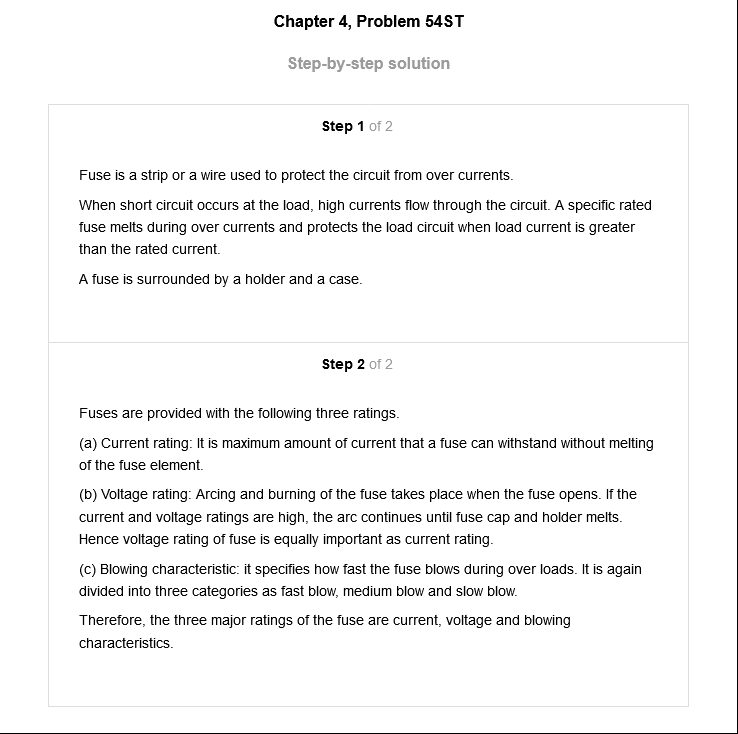 Chapter 4, Problem 54ST
Step-by-step solution
Step 1 of 2
Fuse is a strip or a wire used to protect the circuit from over currents.
When short circuit occurs at the load, high currents flow through the circuit. A specific rated
fuse melts during over currents and protects the load circuit when load current is greater
than the rated current.
A fuse is surrounded by a holder and a case.
Step 2 of 2
Fuses are provided with the following three ratings.
(a) Current rating: It is maximum amount of current that a fuse can withstand without melting
of the fuse element.
(b) Voltage rating: Arcing and burning of the fuse takes place when the fuse opens. If the
current and voltage ratings are high, the arc continues until fuse cap and holder melts.
Hence voltage rating of fuse is equally important as current rating.
(c) Blowing characteristic: it specifies how fast the fuse blows during over loads. It is again
divided into three categories as fast blow, medium blow and slow blow.
Therefore, the three major ratings of the fuse are current, voltage and blowing
characteristics.